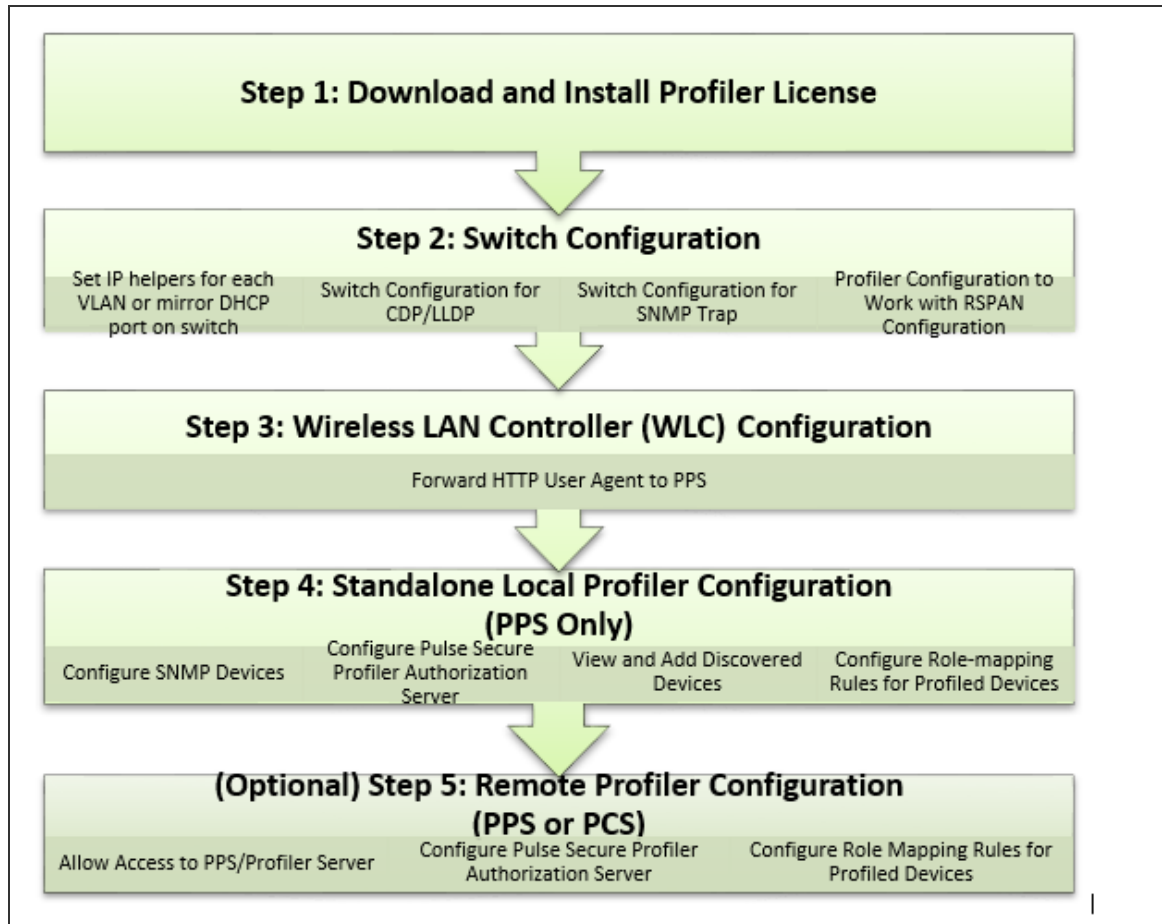 Step 1: Download and Install Profiler License
Step 2: Switch Configuration
Set IP helpers for each
VLAN or mirror DHCP
port on switch
Switch Configuration for
CDP/LLDP
Switch Configuration for
SNMP Trap
Profiler Configuration to
Work with RSPAN
Configuration
Step 3: Wireless LAN Controller (WLC) Configuration
Forward HTTP User Agent to PPS
Step 4: Standalone Local Profiler Configuration
(PPS Only)
Configure SNMP Devices
Configure Pulse Secure
Profiler Authorization
Server
View and Add Discovered
Devices
Configure Role-mapping
Rules for Profiled Devices
(Optional) Step 5: Remote Profiler Configuration
(PPS or PCS)
Allow Access to PPS/Profiler Server
Configure Pulse Secure Profiler
Authorization Server
Configure Role Mapping Rules for
Profiled Devices